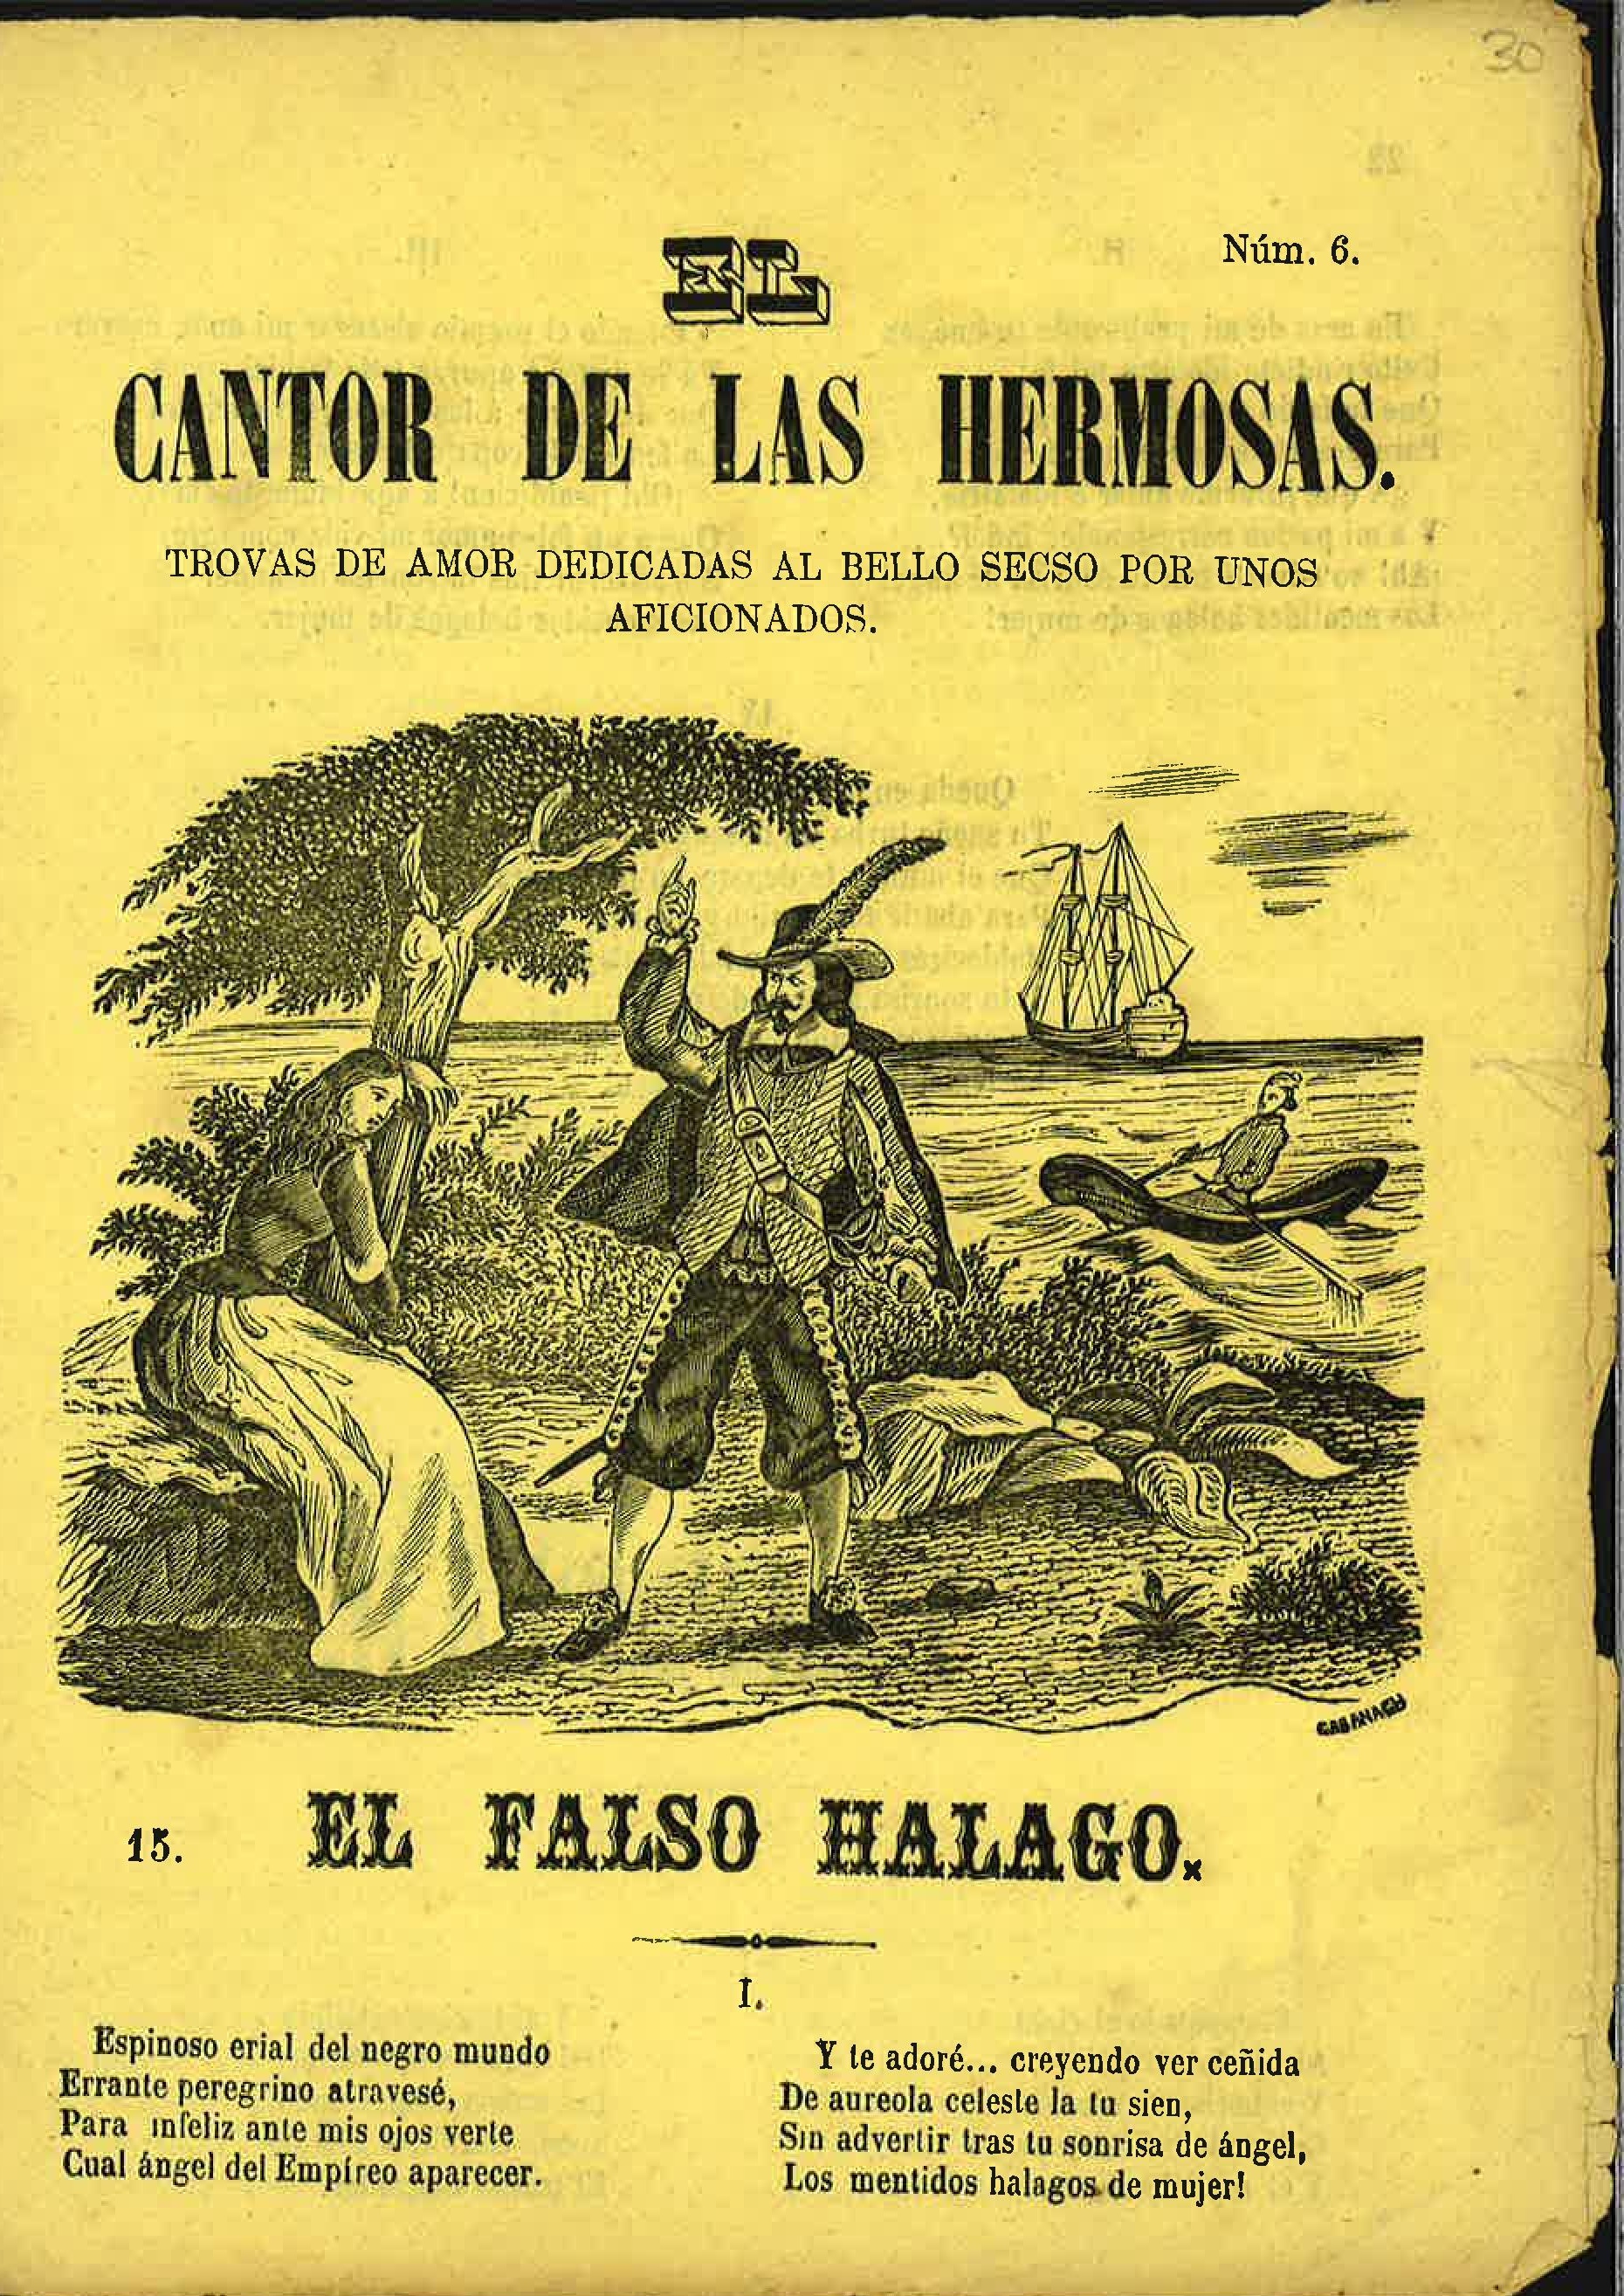 30
Núm. 6.
EL
CANTOR DE LAS HERMOSAS.
TROVAS DE AMOR DEDICADAS AL BELLO SECSO POR UNOS
AFICIONADOS.
CABANACH
15. EL FALSO HALAGO.
I.
Espinoso erial del negro mundo
Errante peregrino atravesé,
Para infeliz ante mis ojos verte
Cual ángel del Empíreo aparecer.
Y te adoré... creyendo ver ceñida
De aureola celeste la tu sien,
Sin advertir tras tu sonrisa de ángel,
Los mentidos halagos de mujer!